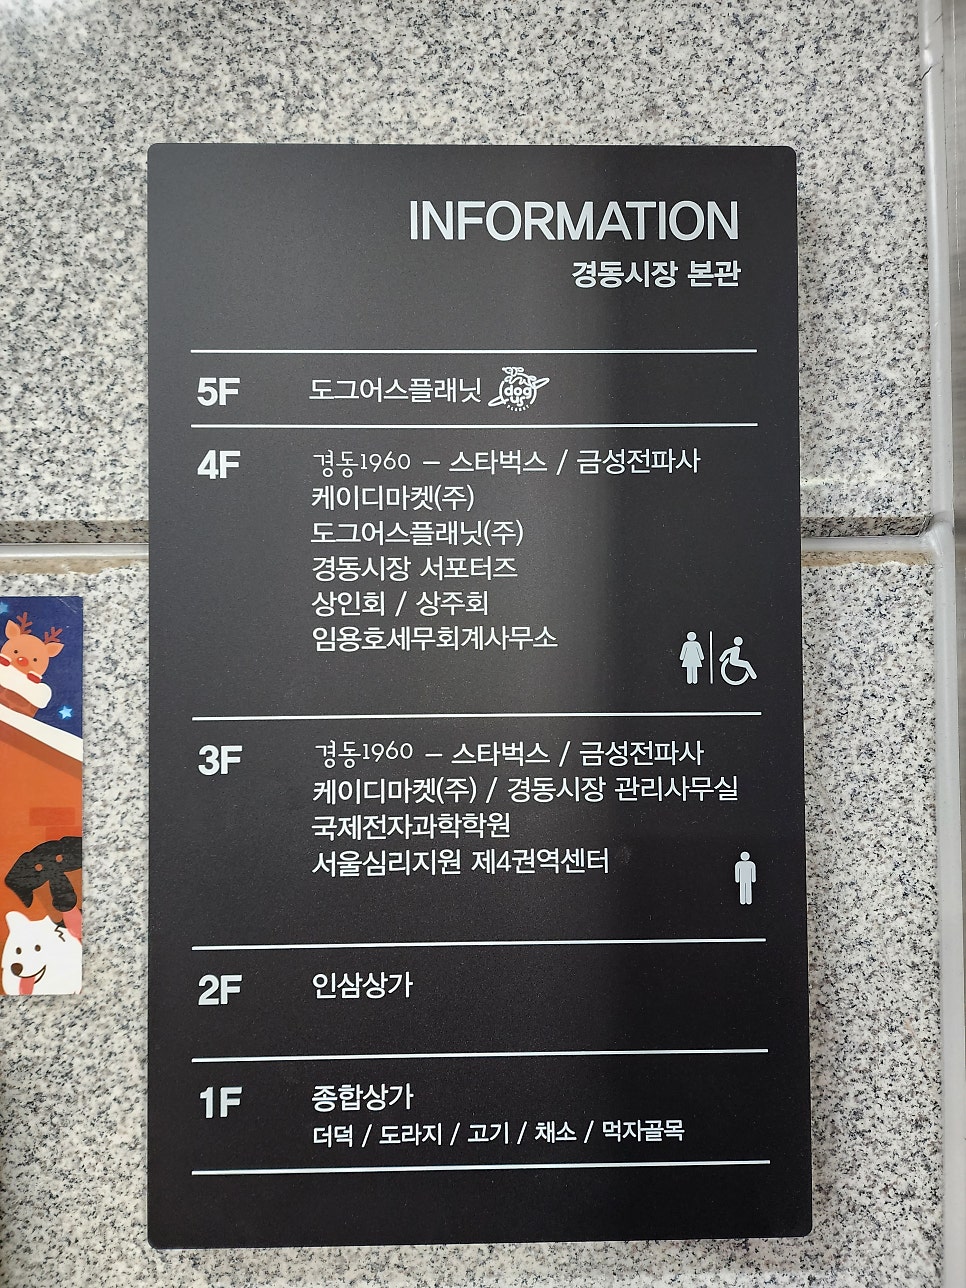 INFORMATION
경동시장 본관
5F 도그어스플래닛 dog us PLANET
4F 경동1960 – 스타벅스 / 금성전파사
케이디마켓(주)
도그어스플래닛(주)
경동시장 서포터즈
상인회 / 상주회
임용호세무회계사무소
3F 경동1960 – 스타벅스 / 금성전파사
케이디마켓(주) / 경동시장 관리사무실
국제전자과학학원
서울심리지원 제4권역센터
2F 인삼상가
1F 종합상가
더덕 / 도라지 / 고기 / 채소 / 먹자골목